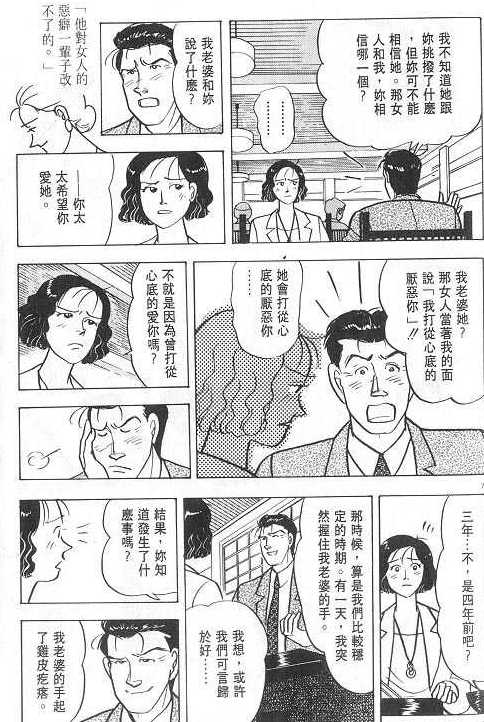 我不知道她跟
妳挑撥了什麼
，但妳可不能
相信她。那女
人和我，妳相
信哪一個？
………
我老婆和妳
說了什麼？
「他對女人的
惡癖一輩子改
不了的。」
——你太
太希望你
愛她。
我老婆她？
那女人當著我的面
說「我打從心底的
厭惡你」!!
她會打從心
底的厭惡你
……
不就是因為曾打從
心底的愛你嗎？
三年…不，是四年前吧？
那時候，算是我們比較穩
定的時期。有一天，我突
然握住我老婆的手。
我想，或許
我們可言歸
於好……
結果，妳知
道發生了什
麼事嗎？
我老婆的手起
了雞皮疙瘩。